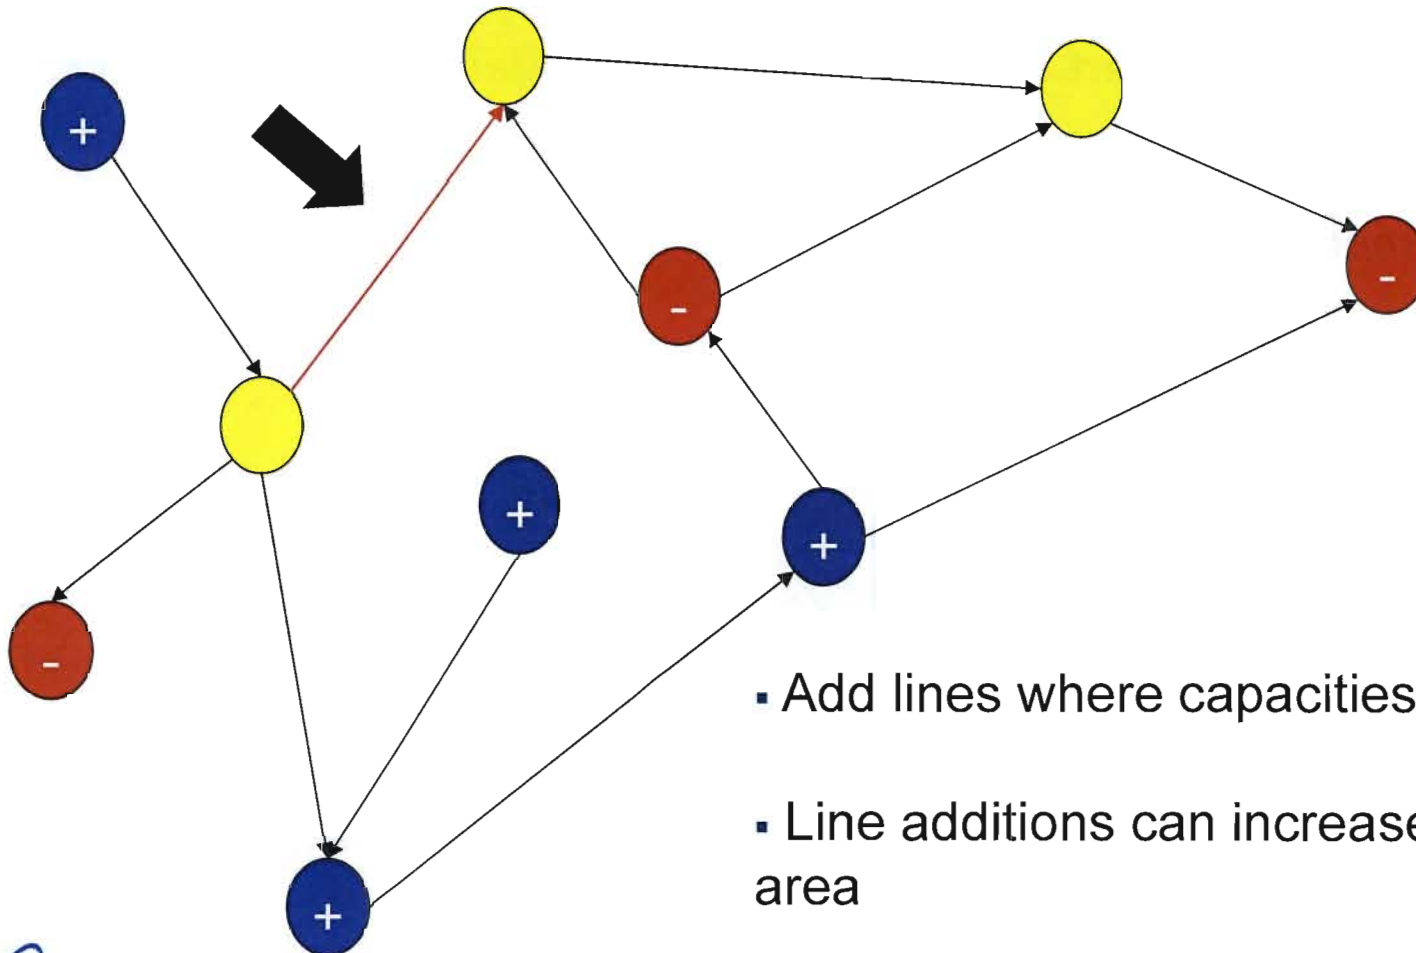 +
+
+
+
-
-
-
▪ Add lines where capacities
▪ Line additions can increase
area